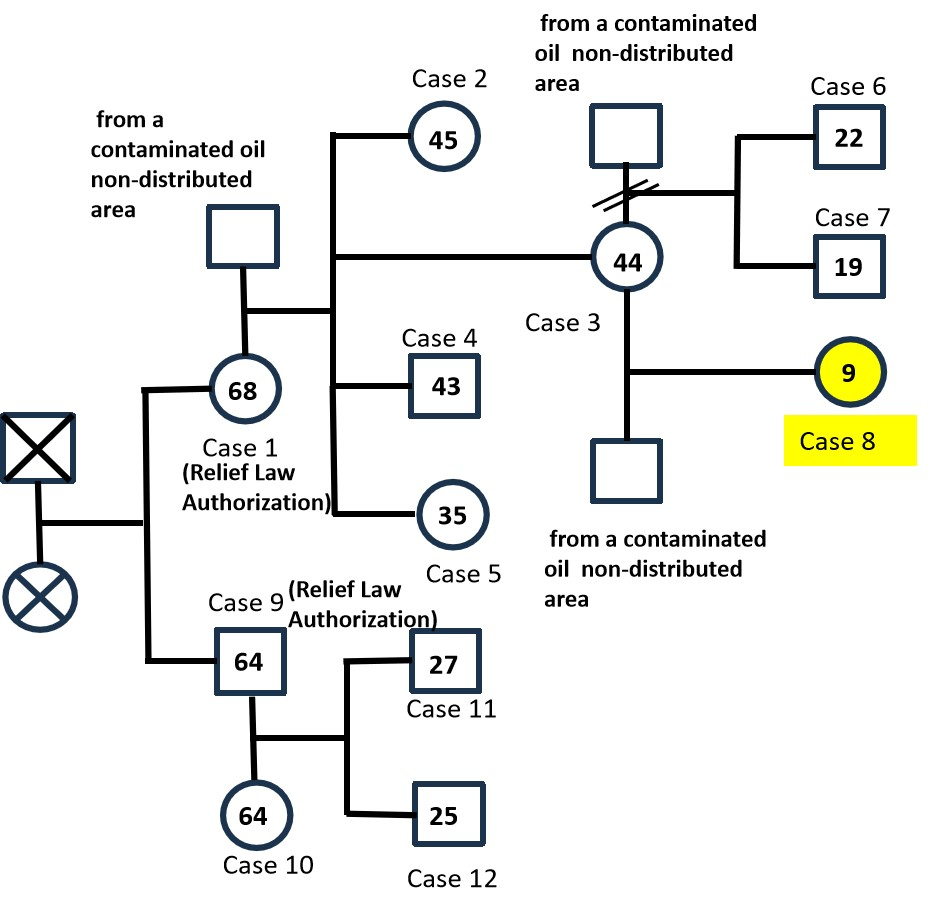 from a contaminated
oil  non-distributed
area
Case 2
45
Case 6
22
from a
contaminated oil
non-distributed
area
Case 7
19
44
Case 3
Case 4
43
68
Case 1
(Relief Law
Authorization)
9
Case 8
35
Case 5
from a contaminated
oil  non-distributed
area
Case 9
(Relief Law
Authorization)
64
27
Case 11
64
Case 10
25
Case 12